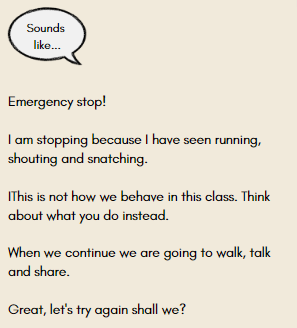 Sounds
like...
Emergency stop!
I am stopping because I have seen running,
shouting and snatching.
IThis is not how we behave in this class. Think
about what you do instead.
When we continue we are going to walk, talk
and share.
Great, let's try again shall we?